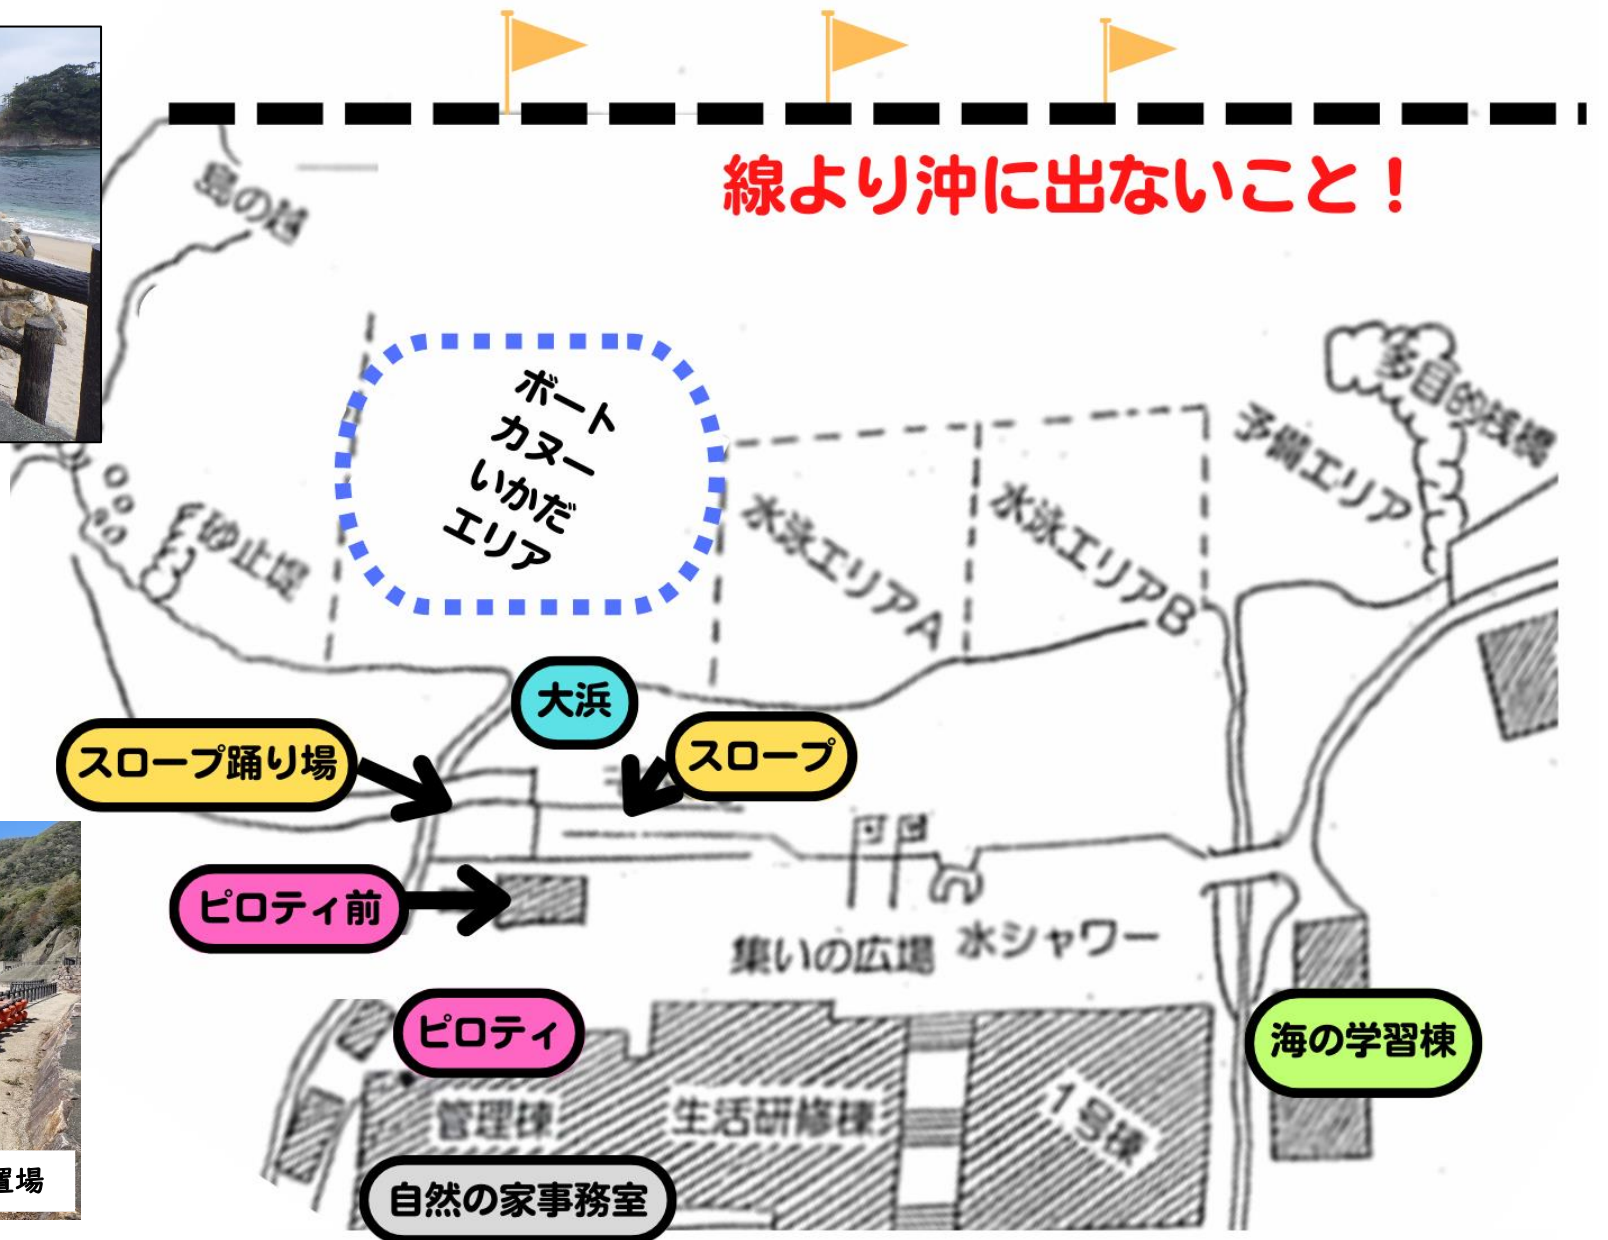 線より沖に出ないこと！
島の越
ボート
カヌー
いかだ
エリア
多目的桟橋
予備エリア
砂止堤
水泳エリアA
水泳エリアB
大浜
スロープ踊り場
スロープ
ピロティ前
集いの広場
水シャワー
ピロティ
海の学習棟
管理棟
生活研修棟
1号棟
置場
自然の家事務室